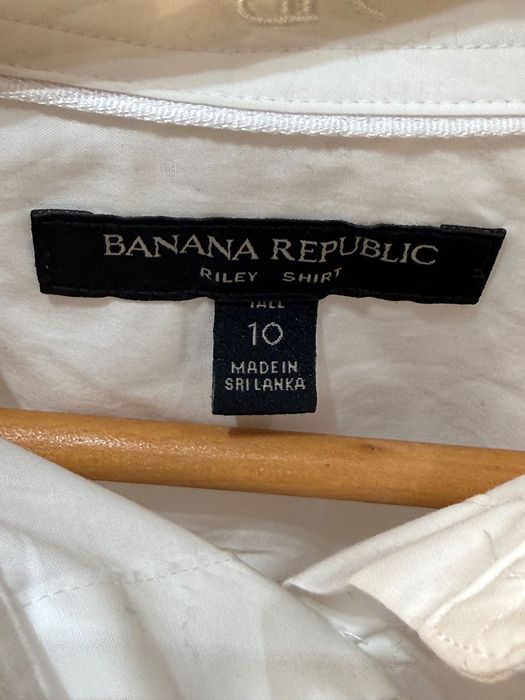 BANANA REPUBLIC
RILEY SHIRT
TALL
10
MADE IN
SRI LANKA